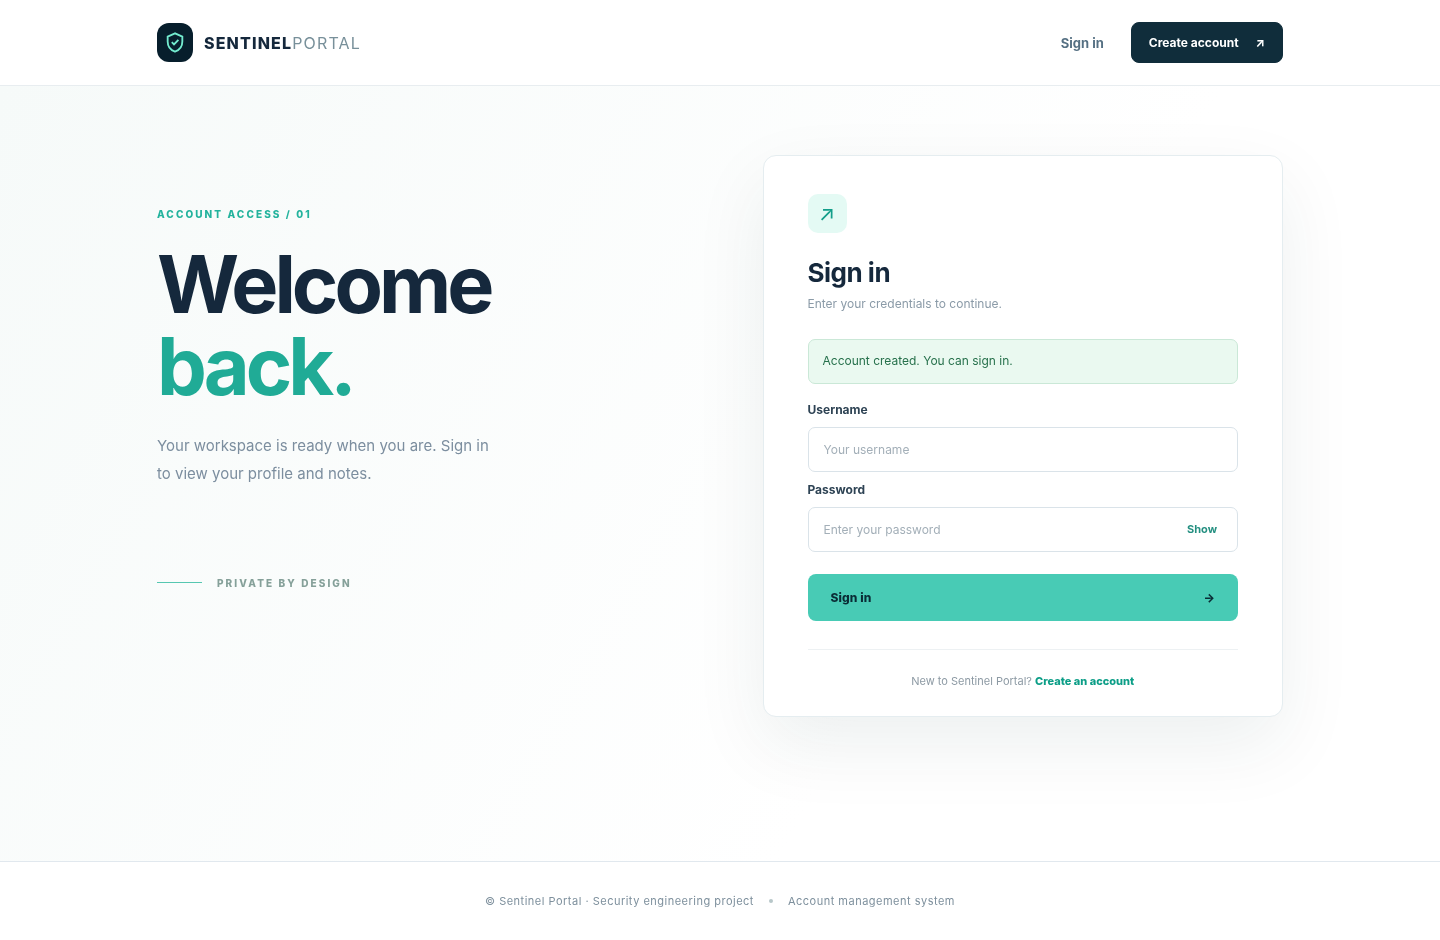 SENTINELPORTAL
Sign in
Create account
ACCOUNT ACCESS / 01
Welcome
back.
Your workspace is ready when you are. Sign in
to view your profile and notes.
PRIVATE BY DESIGN
Sign in
Enter your credentials to continue.
Account created. You can sign in.
Username
Your username
Password
Enter your password Show
Sign in
New to Sentinel Portal? Create an account
© Sentinel Portal · Security engineering project • Account management system